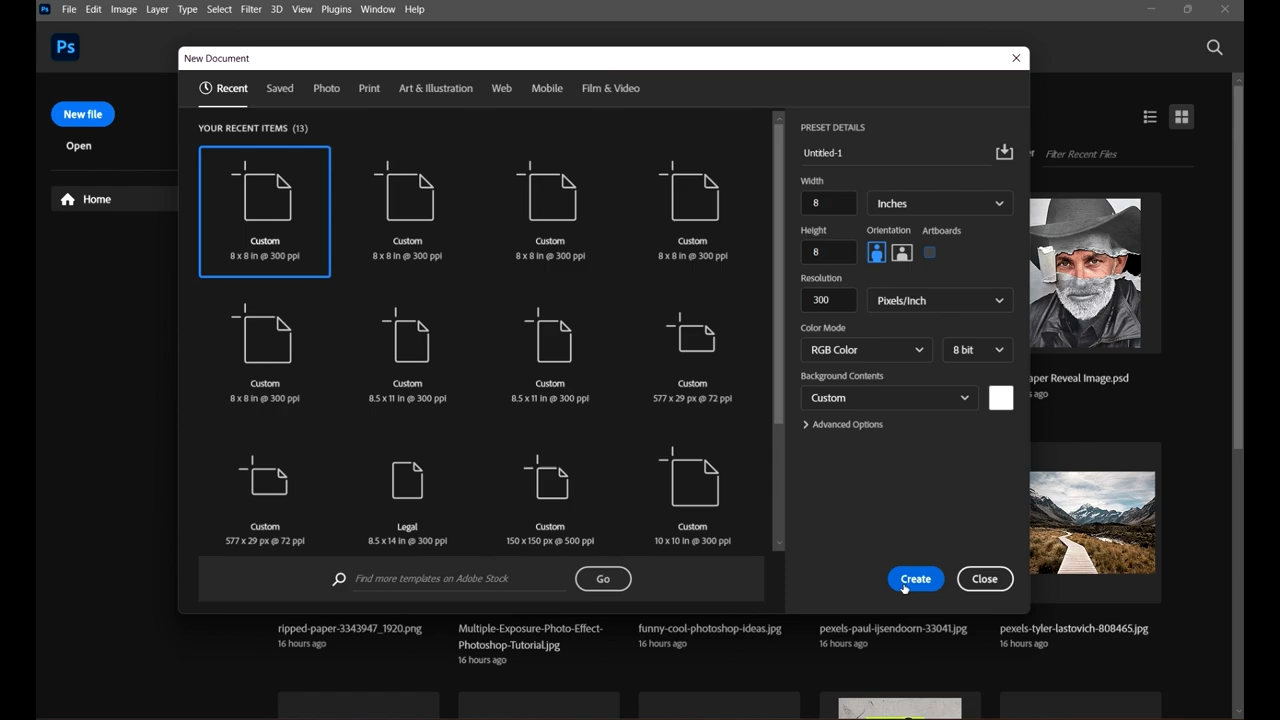 Ps File Edit Image Layer Type Select Filter 3D View Plugins Window Help
Ps
New Document
Recent Saved Photo Print Art & Illustration Web Mobile Film & Video
New file
Open
Home
YOUR RECENT ITEMS (13)
Custom Custom Custom Custom
8 x 8 in @ 300 ppi 8 x 8 in @ 300 ppi 8 x 8 in @ 300 ppi 8 x 8 in @ 300 ppi
Custom Custom Custom Custom
8 x 8 in @ 300 ppi 8.5 x 11 in @ 300 ppi 8.5 x 11 in @ 300 ppi 577 x 29 px @ 72 ppi
Custom Legal Custom Custom
577 x 29 px @ 72 ppi 8.5 x 14 in @ 300 ppi 150 x 150 px @ 500 ppi 10 x 10 in @ 300 ppi
Find more templates on Adobe Stock Go
PRESET DETAILS
Untitled-1
Width
8 Inches
Height Orientation Artboards
8
Resolution
300 Pixels/Inch
Color Mode
RGB Color 8 bit
Background Contents
Custom
Advanced Options
Create Close
Filter Recent Files
aper Reveal Image.psd
ago
ripped-paper-3343947_1920.png
16 hours ago
Multiple-Exposure-Photo-Effect-
Photoshop-Tutorial.jpg
16 hours ago
funny-cool-photoshop-ideas.jpg
16 hours ago
pexels-paul-ijsendoorn-33041.jpg
16 hours ago
pexels-tyler-lastovich-808465.jpg
16 hours ago